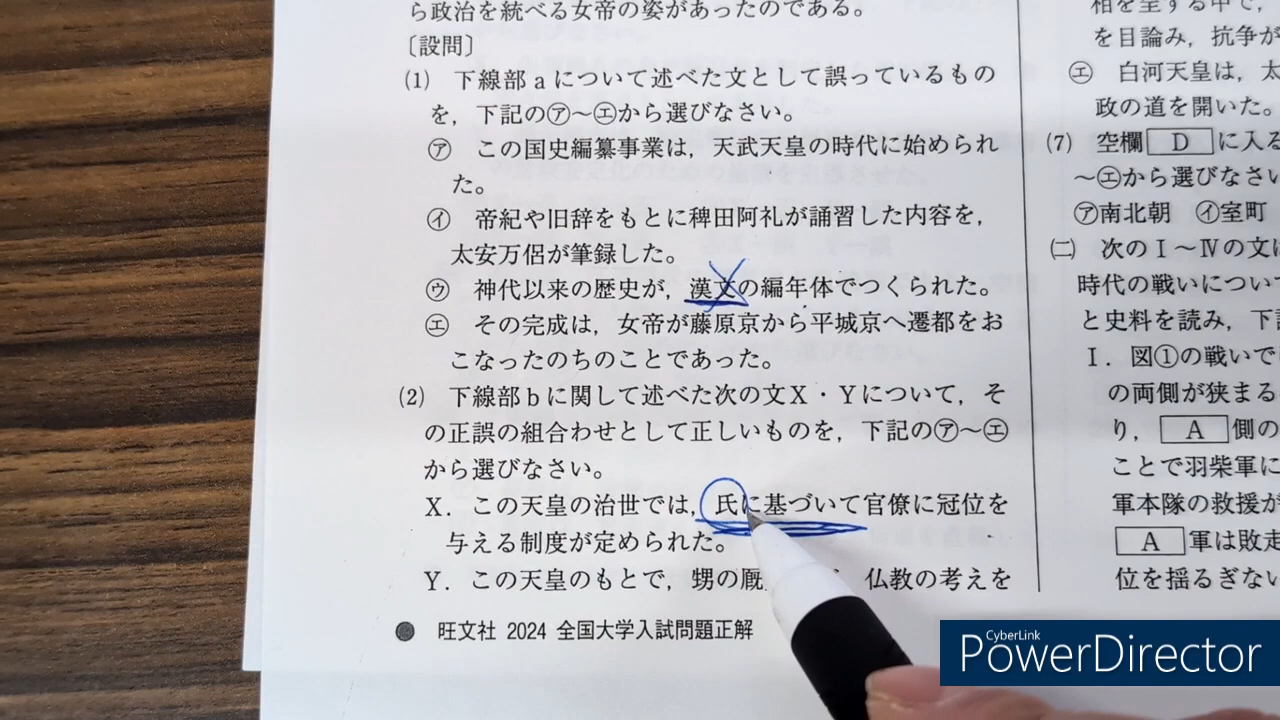 ら政治を統べる女帝の姿があったのである。
〔設問〕
(1) 下線部aについて述べた文として誤っているもの
を，下記の㋐～㋓から選びなさい。
㋐ この国史編纂事業は，天武天皇の時代に始められ
た。
㋑ 帝紀や旧辞をもとに稗田阿礼が誦習した内容を，
太安万侶が筆録した。
㋒ 神代以来の歴史が，漢文の編年体でつくられた。
㋓ その完成は，女帝が藤原京から平城京へ遷都をお
こなったのちのことであった。
(2) 下線部bに関して述べた次の文X・Yについて，そ
の正誤の組合わせとして正しいものを，下記の㋐～㋓
から選びなさい。
X．この天皇の治世では，氏に基づいて官僚に冠位を
与える制度が定められた。
Y．この天皇のもとで，甥の厩 仏教の考えを
● 旺文社 2024 全国大学入試問題正解
を目論み，抗争が
㋓ 白河天皇は，太
政の道を開いた。
(7) 空欄 D に入る
～㋓から選びなさい
㋐南北朝 ㋑室町
㈡ 次のⅠ～Ⅳの文に
時代の戦いについ
と史料を読み，下
Ⅰ．図①の戦いで
の両側が狭まる
り， A 側の
ことで羽柴軍に
軍本隊の救援が
A 軍は敗走
位を揺るぎない
CyberLink
PowerDirector